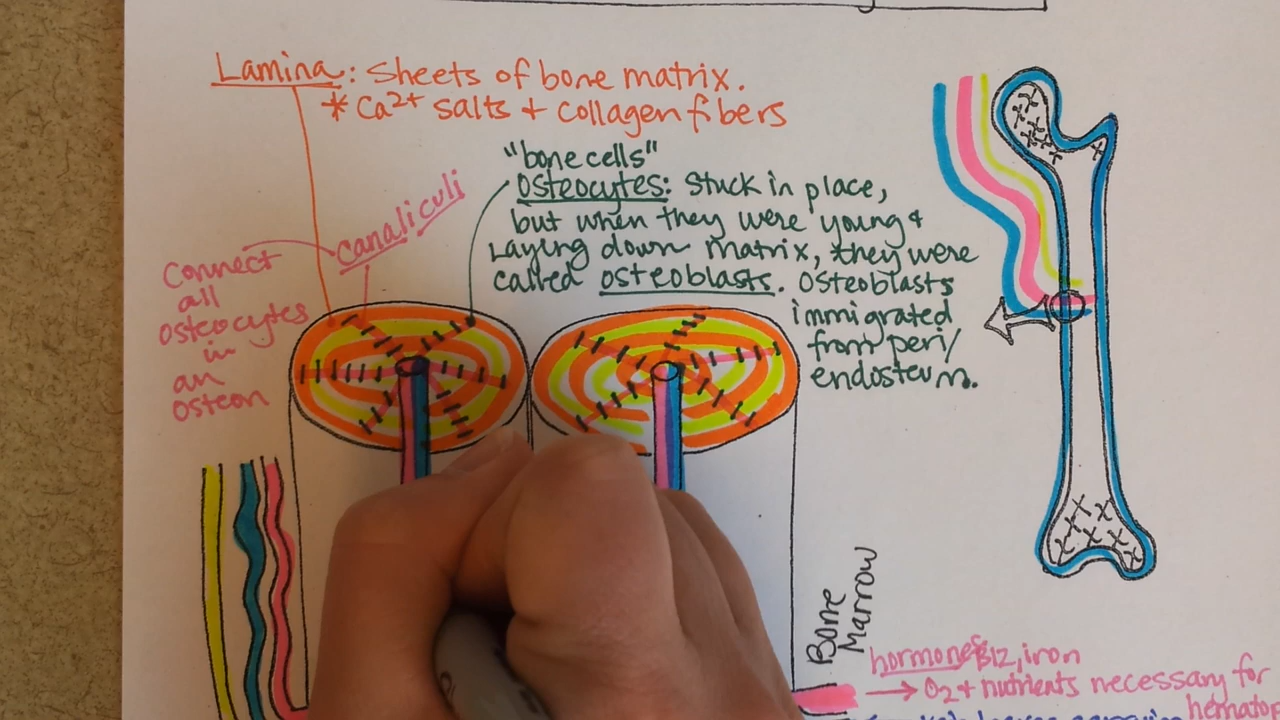 Lamina: Sheets of bone matrix.
* Ca2+ salts + collagen fibers
"bone cells"
Osteocytes: Stuck in place,
but when they were young +
Laying down matrix, they were
called osteoblasts. Osteoblasts
immigrated
from peri/
endosteum.
canaliculi
Connect
all
osteocytes
in
an
osteon
Bone
Marrow
hormones B12, iron
→ O2 + nutrients necessary for